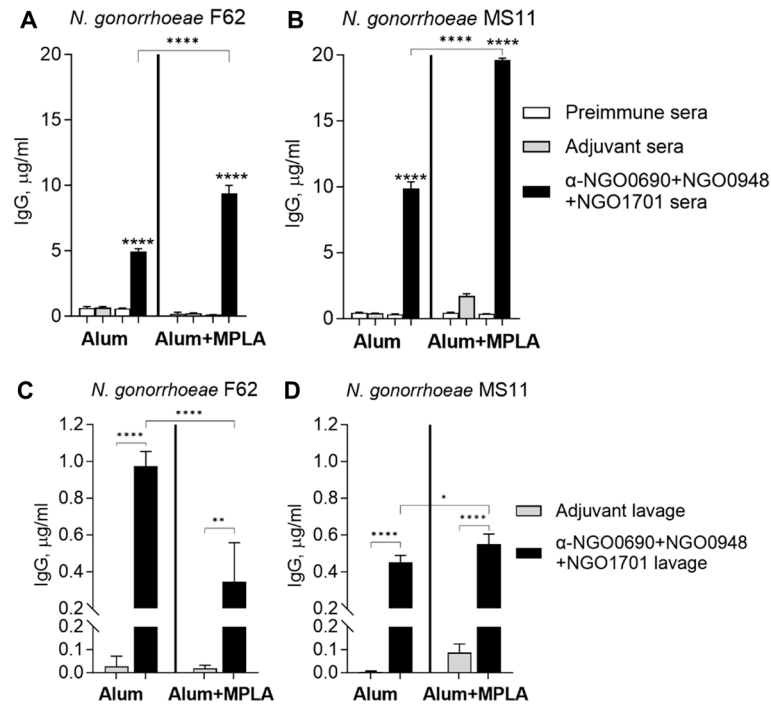 A
N. gonorrhoeae F62
****
IgG, μg/ml
20
15
10
5
0
****
****
Alum
Alum+MPLA
B
N. gonorrhoeae MS11
****
****
IgG, μg/ml
20
15
10
5
0
****
Alum
Alum+MPLA
Preimmune sera
Adjuvant sera
α-NGO0690+NGO0948
+NGO1701 sera
C
N. gonorrhoeae F62
****
****
**
IgG, μg/ml
1.2
1.0
0.8
0.6
0.4
0.2
0.2
0.1
0.0
Alum
Alum+MPLA
D
N. gonorrhoeae MS11
*
****
****
IgG, μg/ml
1.2
1.0
0.8
0.6
0.4
0.2
0.2
0.1
0.0
Alum
Alum+MPLA
Adjuvant lavage
α-NGO0690+NGO0948
+NGO1701 lavage